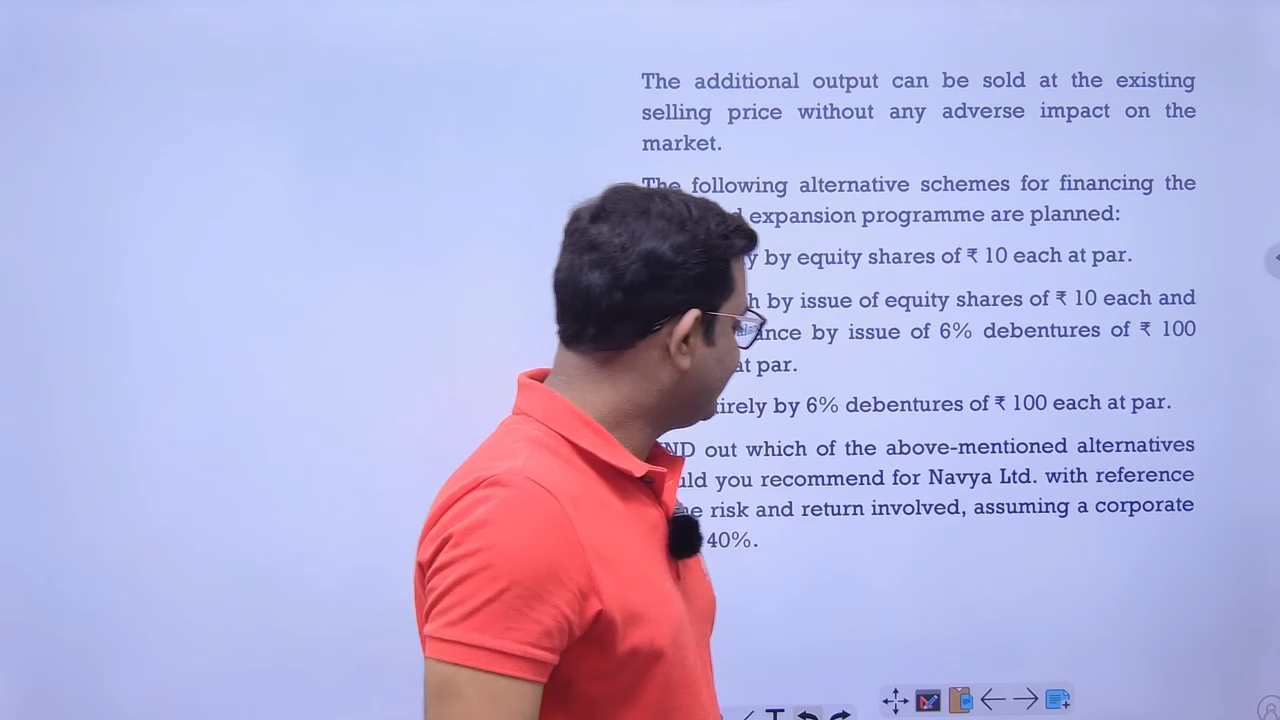 The additional output can be sold at the existing
selling price without any adverse impact on the
market.
The following alternative schemes for financing the
expansion programme are planned:
by equity shares of ₹ 10 each at par.
by issue of equity shares of ₹ 10 each and
by issue of 6% debentures of ₹ 100
at par.
by 6% debentures of ₹ 100 each at par.
out which of the above-mentioned alternatives
you recommend for Navya Ltd. with reference
risk and return involved, assuming a corporate
40%.